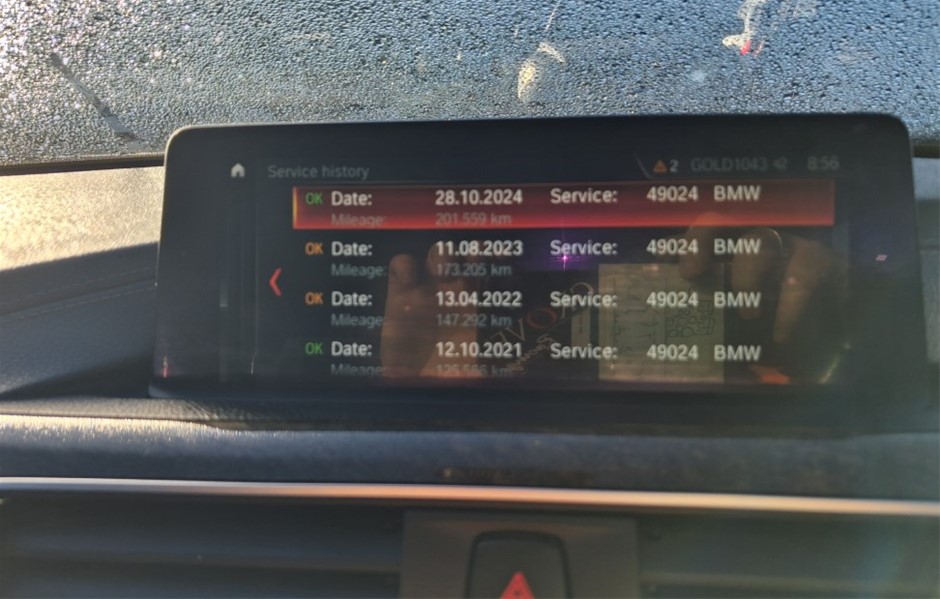 Service history
2 GOLD1043 8:56
OK Date: 28.10.2024 Service: 49024 BMW
Mileage: 201.559 km
OK Date: 11.08.2023 Service: 49024 BMW
Mileage: 173.205 km
OK Date: 13.04.2022 Service: 49024 BMW
Mileage: 147.292 km
OK Date: 12.10.2021 Service: 49024 BMW
Mileage: km